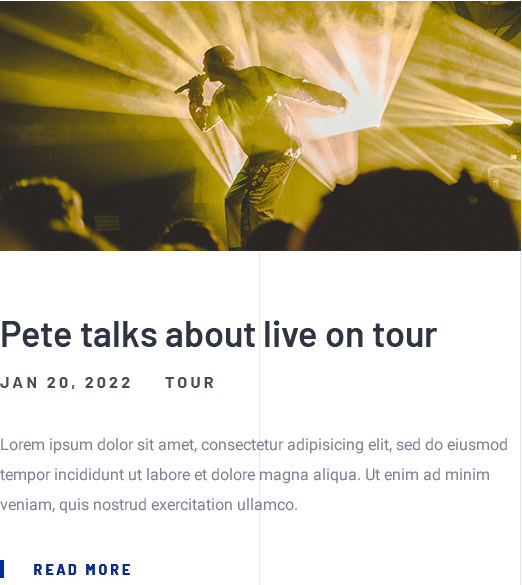 Pete talks about live on tour
JAN 20, 2022 TOUR
Lorem ipsum dolor sit amet, consectetur adipisicing elit, sed do eiusmod
tempor incididunt ut labore et dolore magna aliqua. Ut enim ad minim
veniam, quis nostrud exercitation ullamco.
READ MORE